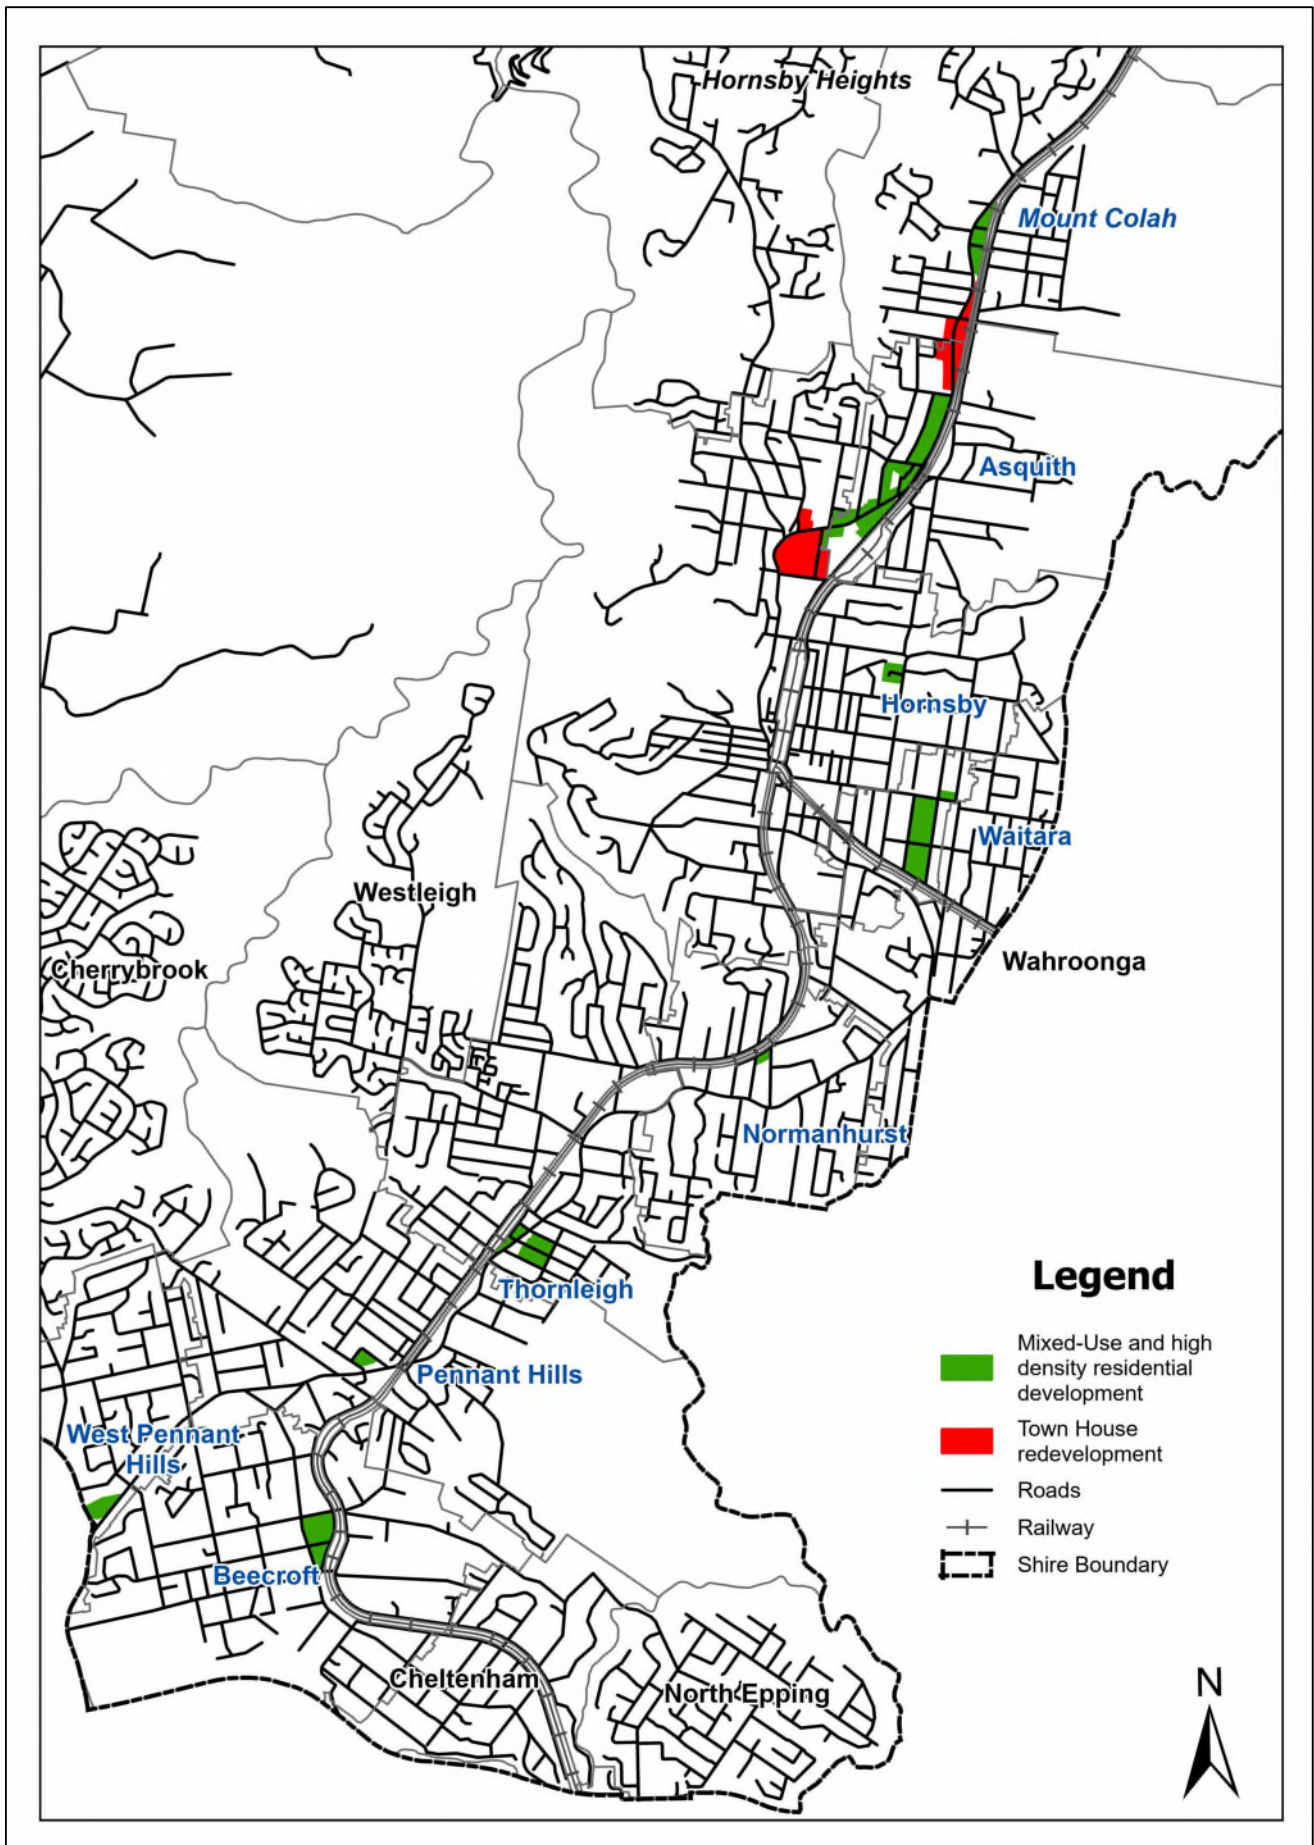 Hornsby Heights
Mount Colah
Asquith
Hornsby
Waitara
Westleigh
Cherrybrook
Wahroonga
Normanhurst
Thornleigh
Pennant Hills
West Pennant
Hills
Beecroft
Cheltenham
North Epping
Legend
Mixed-Use and high
density residential
development
Town House
redevelopment
Roads
Railway
Shire Boundary
N